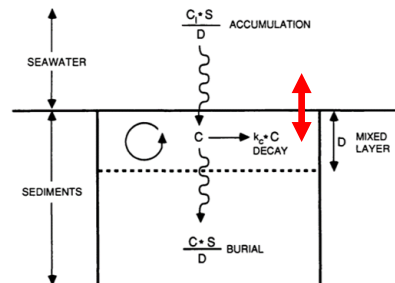 C_I • S
D
ACCUMULATION
SEAWATER
C
k_c • C
DECAY
D
MIXED
LAYER
SEDIMENTS
C • S
D
BURIAL